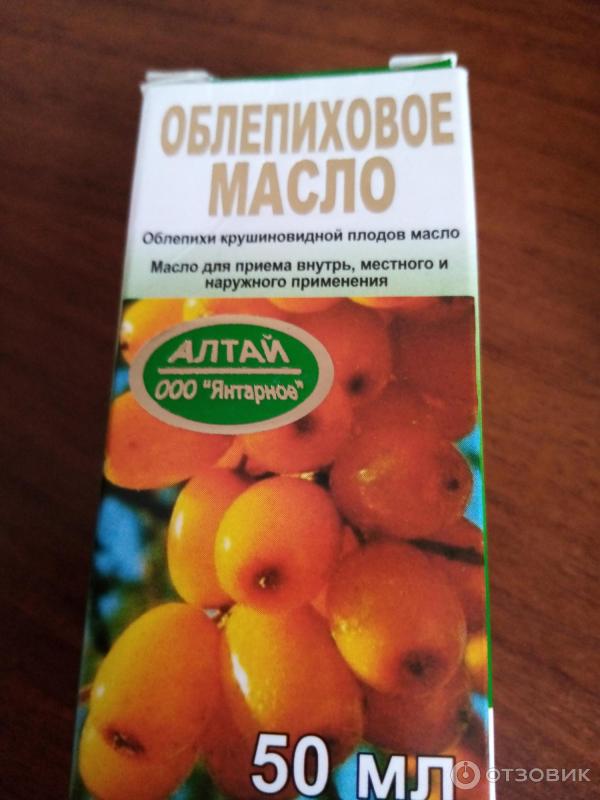 ОБЛЕПИХОВОЕ
МАСЛО
Облепихи крушиновидной плодов масло
Масло для приема внутрь, местного и
наружного применения
АЛТАЙ
ООО "Янтарное"
50 мл
ОТЗОВИК